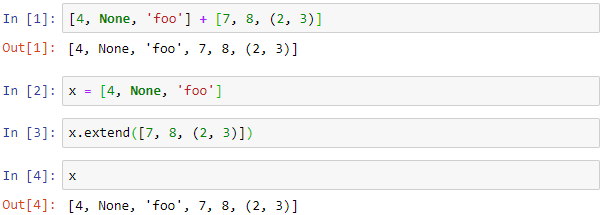 In [1]: [4, None, 'foo'] + [7, 8, (2, 3)]
Out[1]: [4, None, 'foo', 7, 8, (2, 3)]
In [2]: x = [4, None, 'foo']
In [3]: x.extend([7, 8, (2, 3)])
In [4]: x
Out[4]: [4, None, 'foo', 7, 8, (2, 3)]